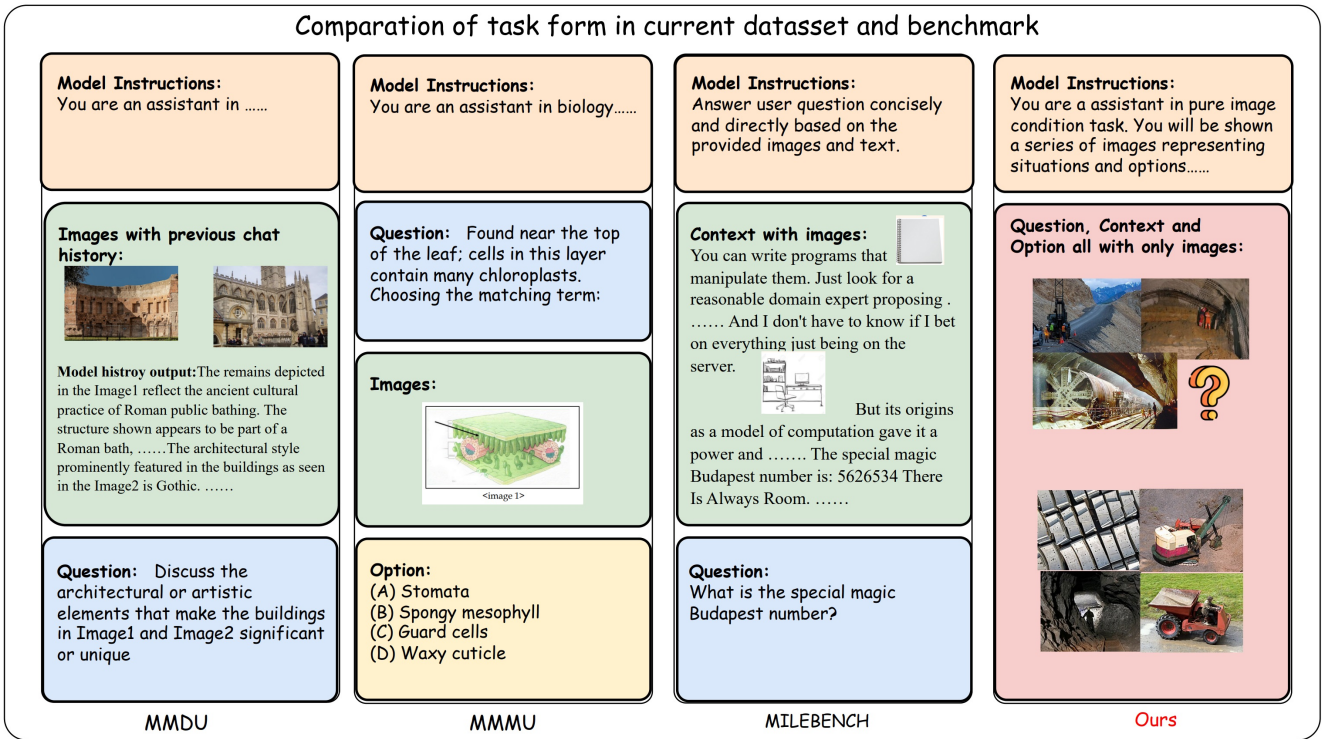 Comparation of task form in current datasset and benchmark
Model Instructions:
You are an assistant in ......
Images with previous chat
history:
Model histroy output:The remains depicted
in the Image1 reflect the ancient cultural
practice of Roman public bathing. The
structure shown appears to be part of a
Roman bath, ......The architectural style
prominently featured in the buildings as seen
in the Image2 is Gothic. ......
Question: Discuss the
architectural or artistic
elements that make the buildings
in Image1 and Image2 significant
or unique
MMDU
Model Instructions:
You are an assistant in biology......
Question: Found near the top
of the leaf; cells in this layer
contain many chloroplasts.
Choosing the matching term:
Images:
<image 1>
Option:
(A) Stomata
(B) Spongy mesophyll
(C) Guard cells
(D) Waxy cuticle
MMMU
Model Instructions:
Answer user question concisely
and directly based on the
provided images and text.
Context with images:
You can write programs that
manipulate them. Just look for a
reasonable domain expert proposing .
...... And I don't have to know if I bet
on everything just being on the
server.
But its origins
as a model of computation gave it a
power and ....... The special magic
Budapest number is: 5626534 There
Is Always Room. ......
Question:
What is the special magic
Budapest number?
MILEBENCH
Model Instructions:
You are a assistant in pure image
condition task. You will be shown
a series of images representing
situations and options......
Question, Context and
Option all with only images:
?
Ours